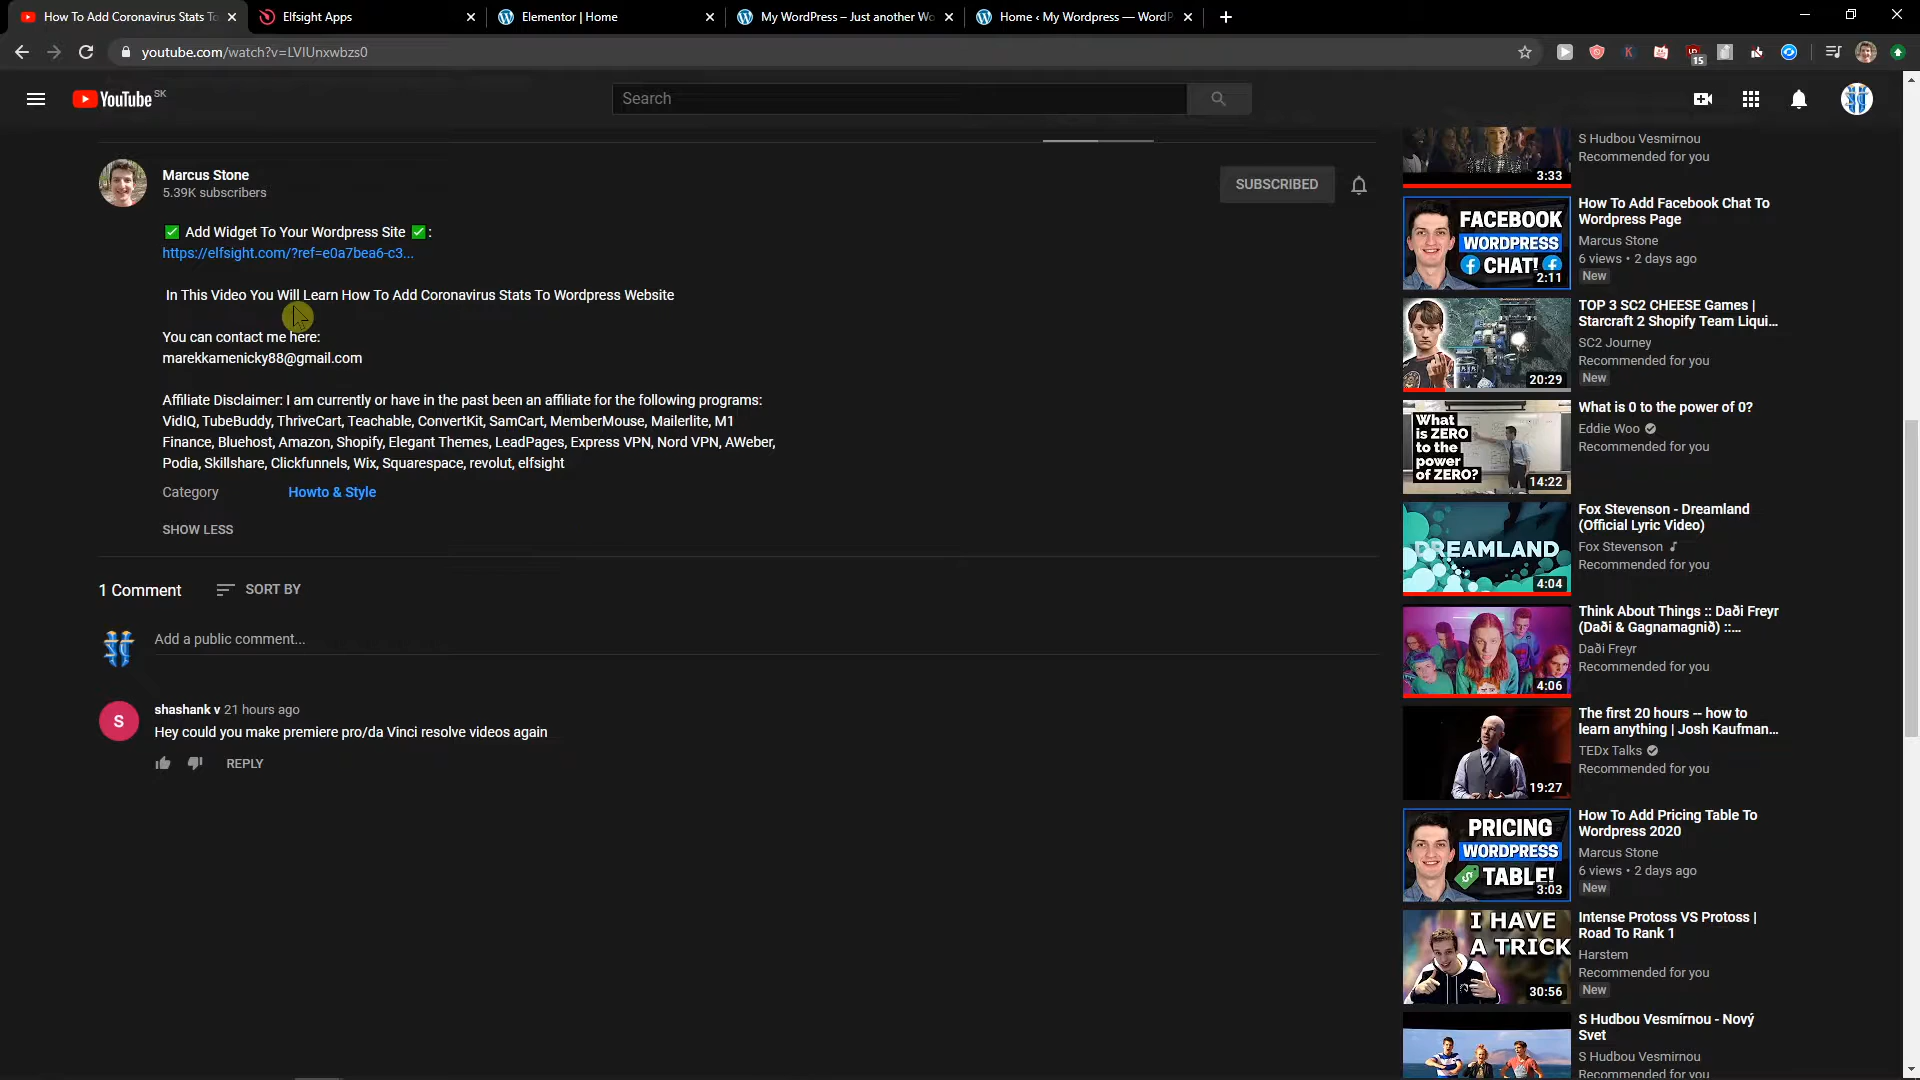 How To Add Coronavirus Stats To
Elfsight Apps
Elementor | Home
My WordPress – Just another Wo
Home ‹ My Wordpress — WordP
youtube.com/watch?v=LVIUnxwbzs0
15
YouTube SK
Search
Marcus Stone
5.39K subscribers
SUBSCRIBED
✅ Add Widget To Your Wordpress Site ✅ :
https://elfsight.com/?ref=e0a7bea6-c3...
In This Video You Will Learn How To Add Coronavirus Stats To Wordpress Website
You can contact me here:
marekkamenicky88@gmail.com
Affiliate Disclaimer: I am currently or have in the past been an affiliate for the following programs:
VidIQ, TubeBuddy, ThriveCart, Teachable, ConvertKit, SamCart, MemberMouse, Mailerlite, M1
Finance, Bluehost, Amazon, Shopify, Elegant Themes, LeadPages, Express VPN, Nord VPN, AWeber,
Podia, Skillshare, Clickfunnels, Wix, Squarespace, revolut, elfsight
Category Howto & Style
SHOW LESS
1 Comment SORT BY
Add a public comment...
S
shashank v 21 hours ago
Hey could you make premiere pro/da Vinci resolve videos again
REPLY
S Hudbou Vesmírnou
Recommended for you
3:33
FACEBOOK
WORDPRESS
CHAT!
2:11
How To Add Facebook Chat To
Wordpress Page
Marcus Stone
6 views • 2 days ago
New
20:29
TOP 3 SC2 CHEESE Games |
Starcraft 2 Shopify Team Liqui...
SC2 Journey
Recommended for you
New
What
is ZERO
to the
power
of ZERO?
14:22
What is 0 to the power of 0?
Eddie Woo
Recommended for you
DREAMLAND
4:04
Fox Stevenson - Dreamland
(Official Lyric Video)
Fox Stevenson
Recommended for you
4:06
Think About Things :: Daði Freyr
(Daði & Gagnamagnið) ::...
Daði Freyr
Recommended for you
19:27
The first 20 hours -- how to
learn anything | Josh Kaufman...
TEDx Talks
Recommended for you
PRICING
WORDPRESS
TABLE!
3:03
How To Add Pricing Table To
Wordpress 2020
Marcus Stone
6 views • 2 days ago
New
I HAVE
A TRICK
30:56
Intense Protoss VS Protoss |
Road To Rank 1
Harstem
Recommended for you
New
S Hudbou Vesmírnou - Nový
Svet
S Hudbou Vesmírnou
Recommended for you